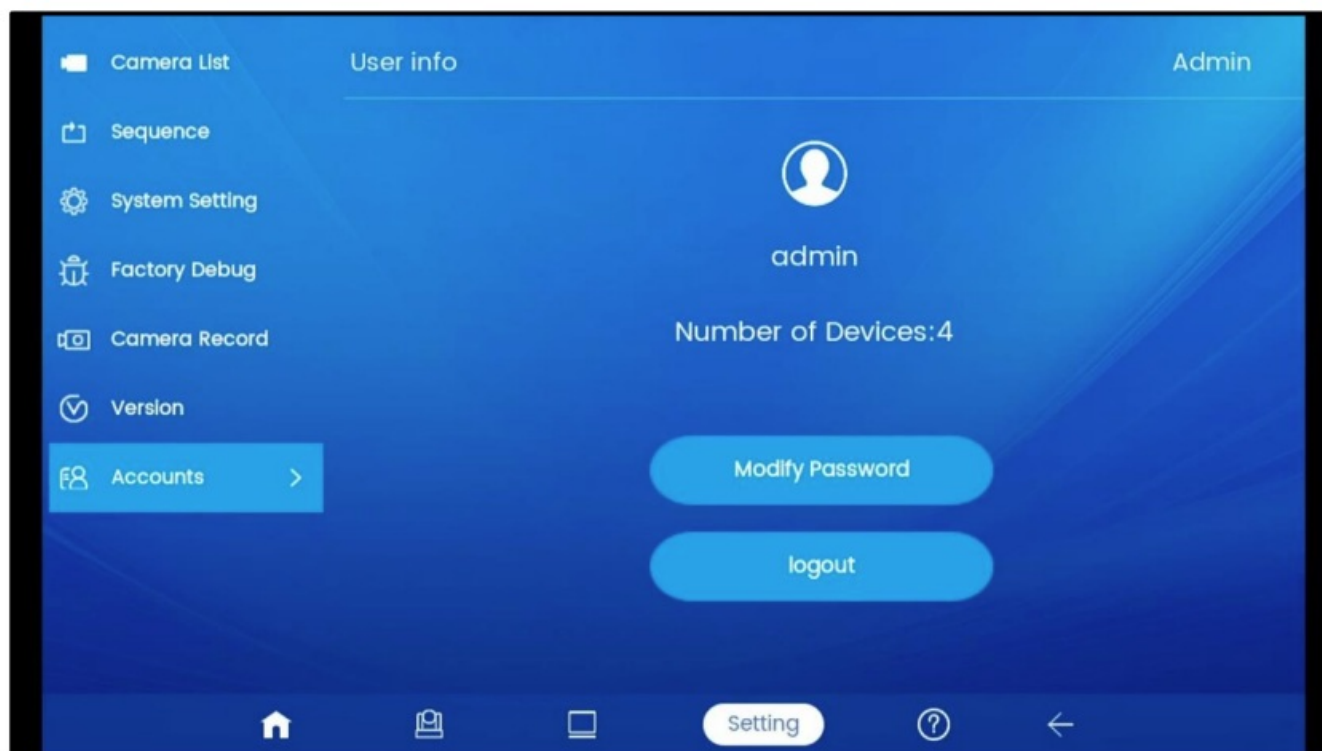 Camera List
Sequence
System Setting
Factory Debug
Camera Record
Version
Accounts
User info
Admin
admin
Number of Devices:4
Modify Password
logout
Setting